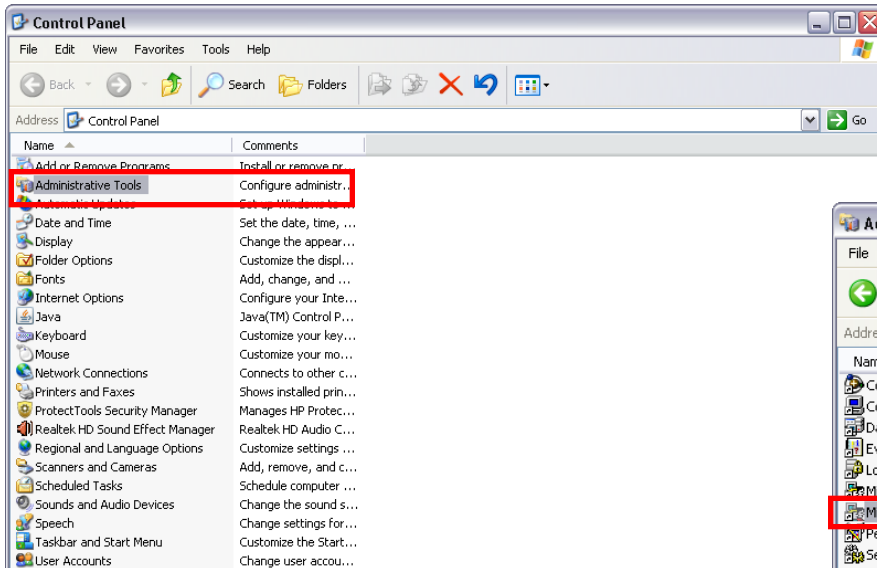 Control Panel
File Edit View Favorites Tools Help
Back Search Folders
Address Control Panel Go
Name Comments
Add or Remove Programs Install or remove pr...
Administrative Tools Configure administr...
Automatic Updates Set up Windows to ...
Date and Time Set the date, time, ...
Display Change the appear...
Folder Options Customize the displ...
Fonts Add, change, and ...
Internet Options Configure your Inte...
Java Java(TM) Control P...
Keyboard Customize your key...
Mouse Customize your mo...
Network Connections Connects to other c...
Printers and Faxes Shows installed prin...
ProtectTools Security Manager Manages HP Protec...
Realtek HD Sound Effect Manager Realtek HD Audio C...
Regional and Language Options Customize settings ...
Scanners and Cameras Add, remove, and c...
Scheduled Tasks Schedule computer ...
Sounds and Audio Devices Change the sound s...
Speech Change settings for...
Taskbar and Start Menu Customize the Start...
User Accounts Change user accou...
File